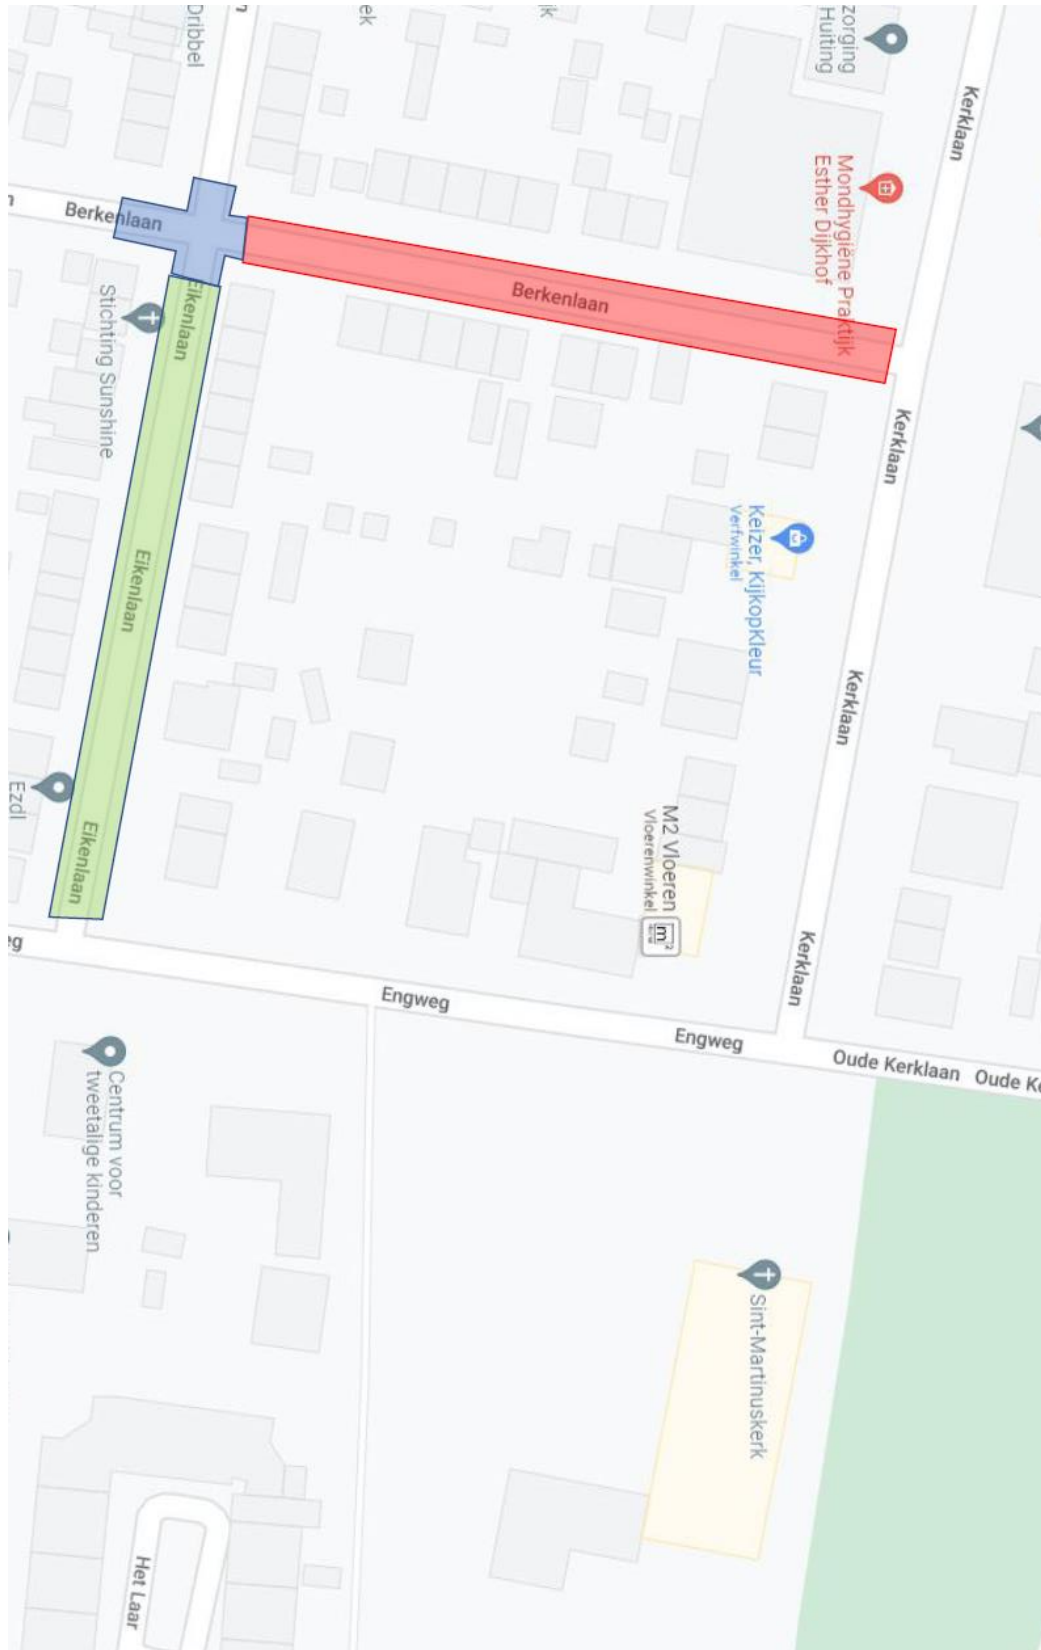 zorging
Huiting
Dribbel
Kerklaan
Mondhygiëne Praktijk
Esther Dijkhof
Berkenlaan
Berkenlaan
Eikenlaan
Stichting Sunshine
Kerklaan
Keizer, KijkopKleur
Verfwinkel
Eikenlaan
Kerklaan
M2 Vloeren
Vloerenwinkel
m²
Ezdl
Eikenlaan
Kerklaan
eg
Engweg
Engweg
Oude Kerklaan
Oude Ke
Centrum voor
tweetalige kinderen
Sint-Martinuskerk
Het Laar